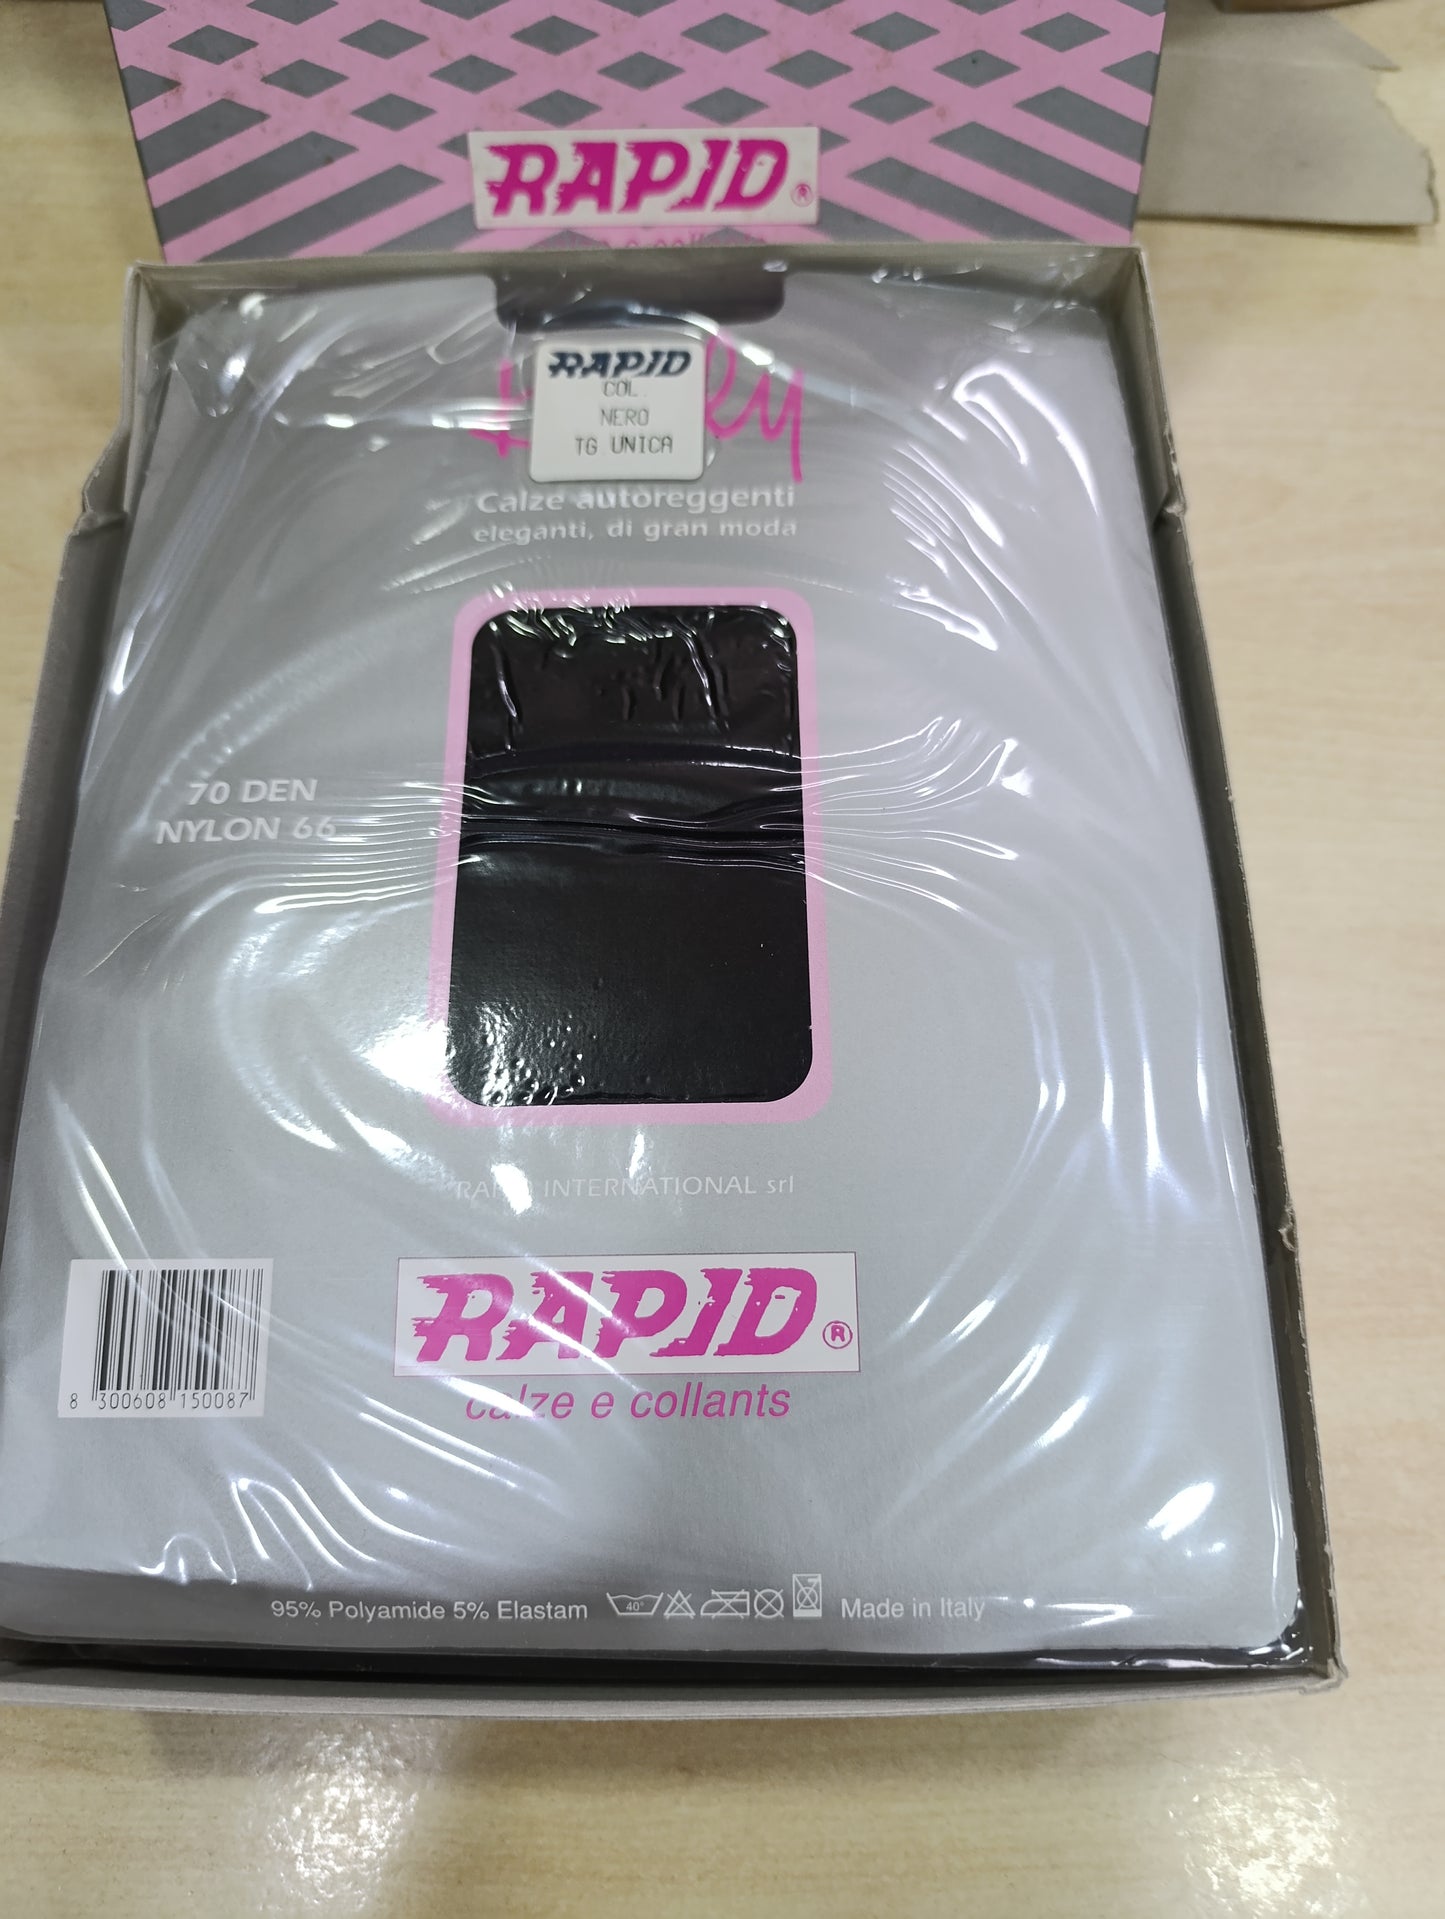 RAPID®
RAPID
COL.
NERO
TG UNICA
Calze autoreggenti
eleganti, di gran moda
70 DEN
NYLON 66
INTERNATIONAL srl
RAPID®
calze e collants
8 300608 150087
95% Polyamide 5% Elastam 40° Made in Italy